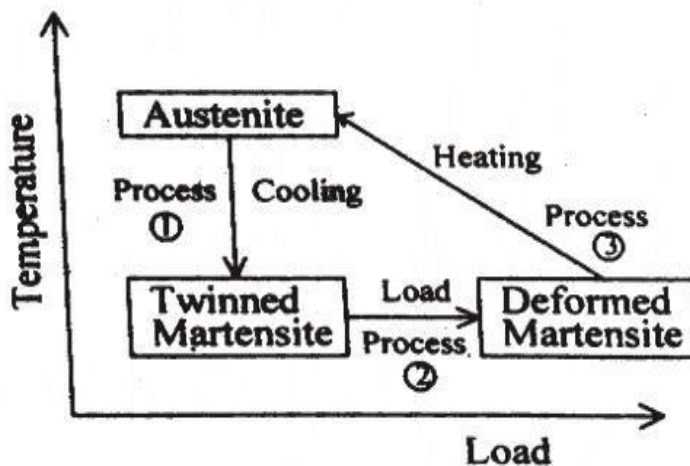 Temperature
Austenite
Heating
Process
①
Cooling
Process
③
Twinned
Martensite
Load
Process
②
Deformed
Martensite
Load